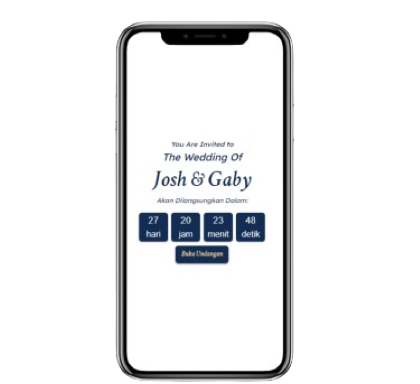 You Are Invited to
The Wedding Of
Josh & Gaby
Akan Dilangsungkan Dalam:
27 20 23 48
hari jam menit detik
Buka Undangan